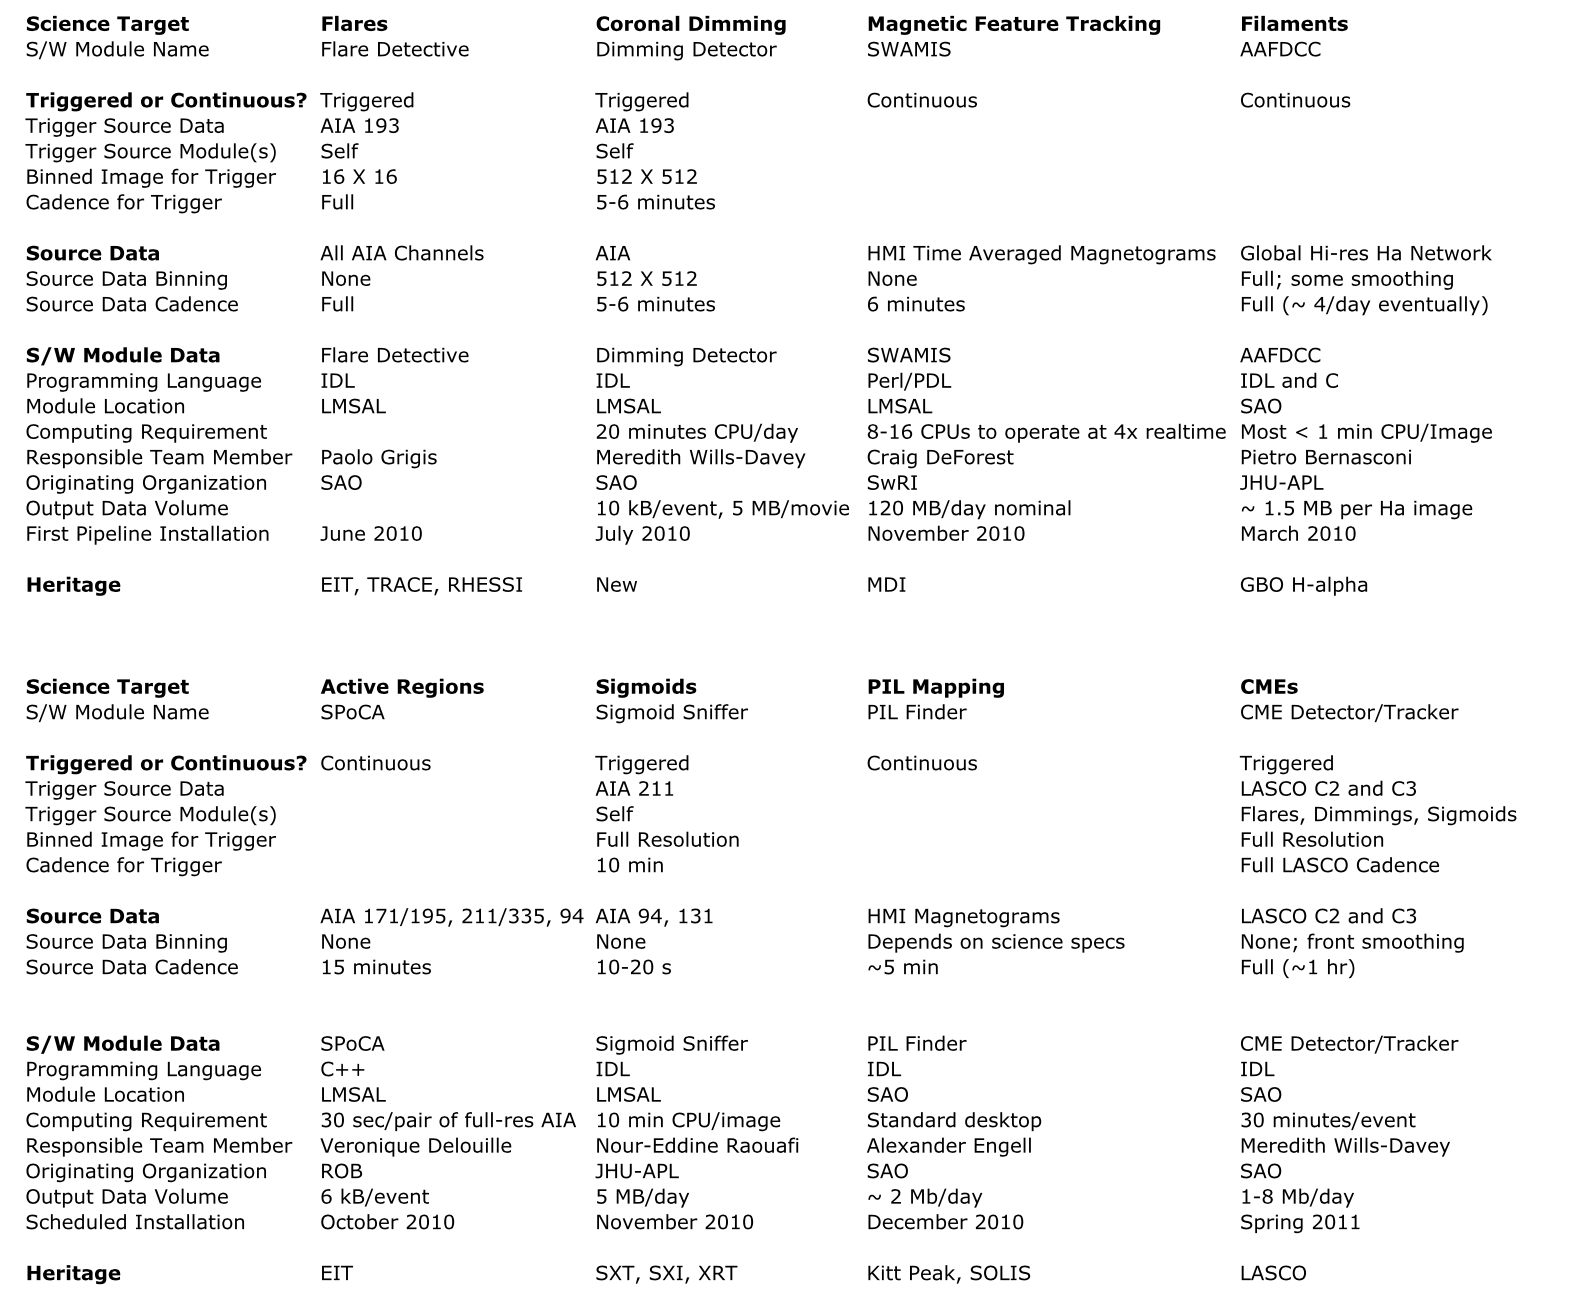 Science Target Flares Coronal Dimming Magnetic Feature Tracking Filaments
S/W Module Name Flare Detective Dimming Detector SWAMIS AAFDCC
Triggered or Continuous? Triggered Triggered Continuous Continuous
Trigger Source Data AIA 193 AIA 193
Trigger Source Module(s) Self Self
Binned Image for Trigger 16 X 16 512 X 512
Cadence for Trigger Full 5-6 minutes
Source Data All AIA Channels AIA HMI Time Averaged Magnetograms Global Hi-res Ha Network
Source Data Binning None 512 X 512 None Full; some smoothing
Source Data Cadence Full 5-6 minutes 6 minutes Full (~ 4/day eventually)
S/W Module Data Flare Detective Dimming Detector SWAMIS AAFDCC
Programming Language IDL IDL Perl/PDL IDL and C
Module Location LMSAL LMSAL LMSAL SAO
Computing Requirement 20 minutes CPU/day 8-16 CPUs to operate at 4x realtime Most < 1 min CPU/Image
Responsible Team Member Paolo Grigis Meredith Wills-Davey Craig DeForest Pietro Bernasconi
Originating Organization SAO SAO SwRI JHU-APL
Output Data Volume 10 kB/event, 5 MB/movie 120 MB/day nominal ~ 1.5 MB per Ha image
First Pipeline Installation June 2010 July 2010 November 2010 March 2010
Heritage EIT, TRACE, RHESSI New MDI GBO H-alpha
Science Target Active Regions Sigmoids PIL Mapping CMEs
S/W Module Name SPoCA Sigmoid Sniffer PIL Finder CME Detector/Tracker
Triggered or Continuous? Continuous Triggered Continuous Triggered
Trigger Source Data AIA 211 LASCO C2 and C3
Trigger Source Module(s) Self Flares, Dimmings, Sigmoids
Binned Image for Trigger Full Resolution Full Resolution
Cadence for Trigger 10 min Full LASCO Cadence
Source Data AIA 171/195, 211/335, 94 AIA 94, 131 HMI Magnetograms LASCO C2 and C3
Source Data Binning None None Depends on science specs None; front smoothing
Source Data Cadence 15 minutes 10-20 s ~5 min Full (~1 hr)
S/W Module Data SPoCA Sigmoid Sniffer PIL Finder CME Detector/Tracker
Programming Language C++ IDL IDL IDL
Module Location LMSAL LMSAL SAO SAO
Computing Requirement 30 sec/pair of full-res AIA 10 min CPU/image Standard desktop 30 minutes/event
Responsible Team Member Veronique Delouille Nour-Eddine Raouafi Alexander Engell Meredith Wills-Davey
Originating Organization ROB JHU-APL SAO SAO
Output Data Volume 6 kB/event 5 MB/day ~ 2 Mb/day 1-8 Mb/day
Scheduled Installation October 2010 November 2010 December 2010 Spring 2011
Heritage EIT SXT, SXI, XRT Kitt Peak, SOLIS LASCO